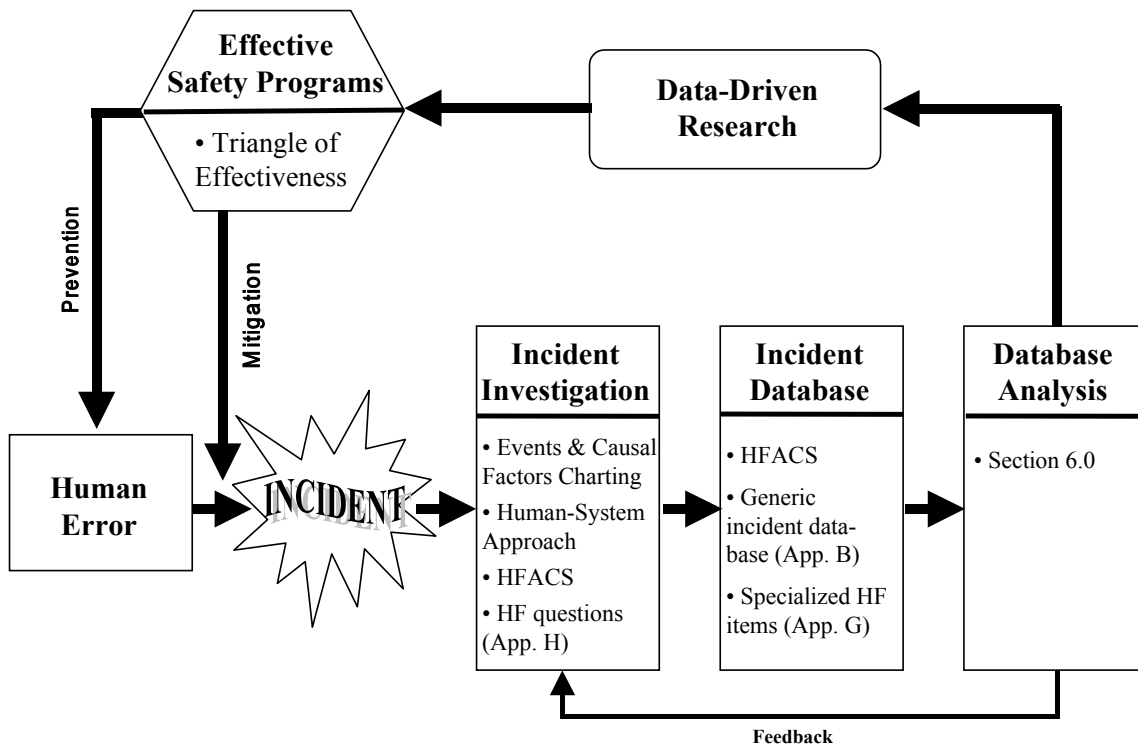 Effective
Safety Programs
• Triangle of
Effectiveness
Data-Driven
Research
Prevention
Mitigation
Human
Error
INCIDENT
Incident
Investigation
• Events & Causal
Factors Charting
• Human-System
Approach
• HFACS
• HF questions
(App. H)
Incident
Database
• HFACS
• Generic
incident data-
base (App. B)
• Specialized HF
items (App. G)
Database
Analysis
• Section 6.0
Feedback